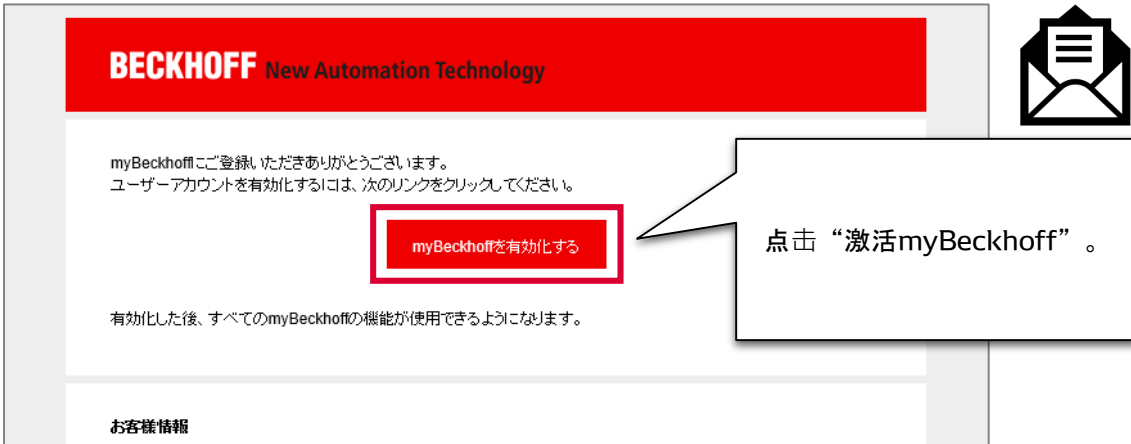 BECKHOFF New Automation Technology
myBeckhoffにご登録いただきありがとうございます。
ユーザーアカウントを有効化するには、次のリンクをクリックしてください。
myBeckhoffを有効化する
点击“激活myBeckhoff”。
有効化した後、すべてのmyBeckhoffの機能が使用できるようになります。
お客様情報